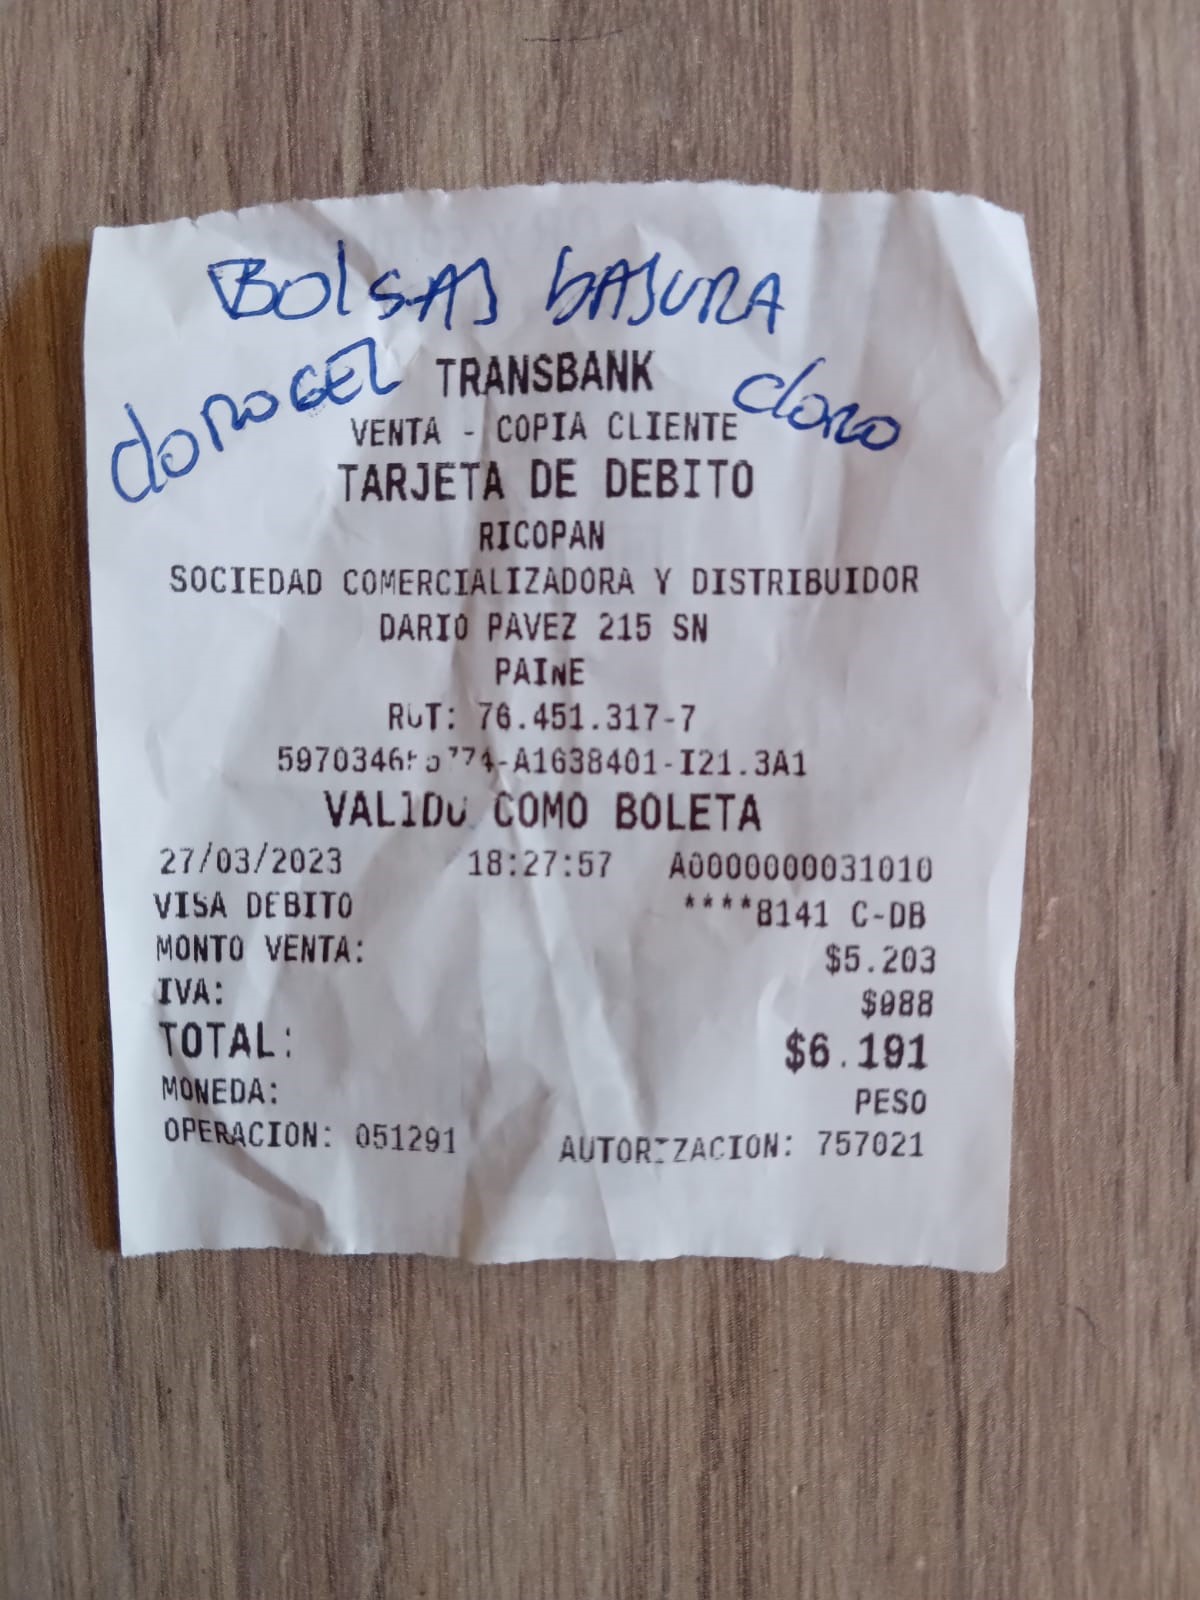 BOLSAS BASURA
cloroGEL
cloro
TRANSBANK
VENTA - COPIA CLIENTE
TARJETA DE DEBITO
RICOPAN
SOCIEDAD COMERCIALIZADORA Y DISTRIBUIDOR
DARIO PAVEZ 215 SN
PAINE
RUT: 76.451.317-7
VALIDO COMO BOLETA
27/03/2023 18:27:57 A0000000031010
VISA DEBITO ****8141 C-DB
MONTO VENTA: $5.203
IVA: $988
TOTAL: $6.191
MONEDA: PESO
OPERACION: 051291 AUTORIZACION: 757021